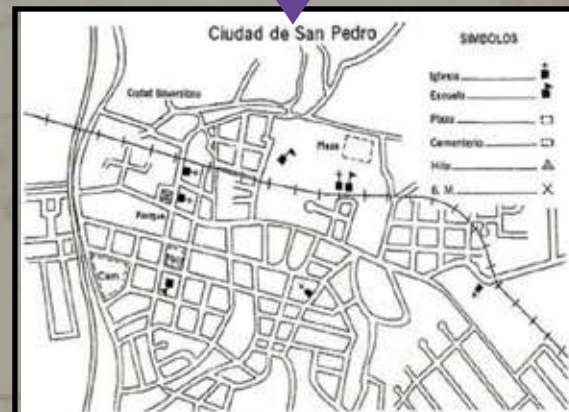 Ciudad de San Pedro
SIMBOLOS
Iglesia
Escuela
Ciudad Universitaria
Plaza
Plaza
Cementerio
Hito
B. M.
Parque
Cem.